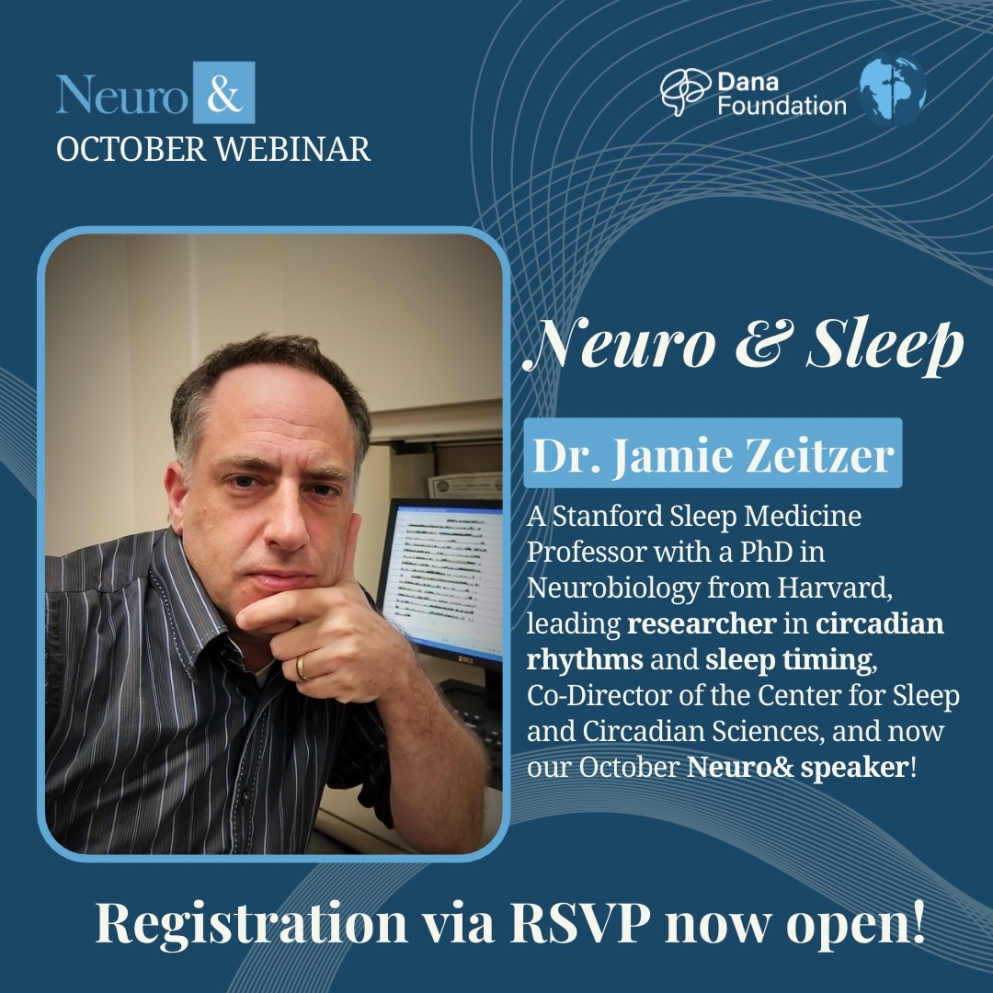 Neuro &
OCTOBER WEBINAR
Dana
Foundation
Neuro & Sleep
Dr. Jamie Zeitzer
A Stanford Sleep Medicine
Professor with a PhD in
Neurobiology from Harvard,
leading researcher in circadian
rhythms and sleep timing,
Co-Director of the Center for Sleep
and Circadian Sciences, and now
our October Neuro& speaker!
Registration via RSVP now open!